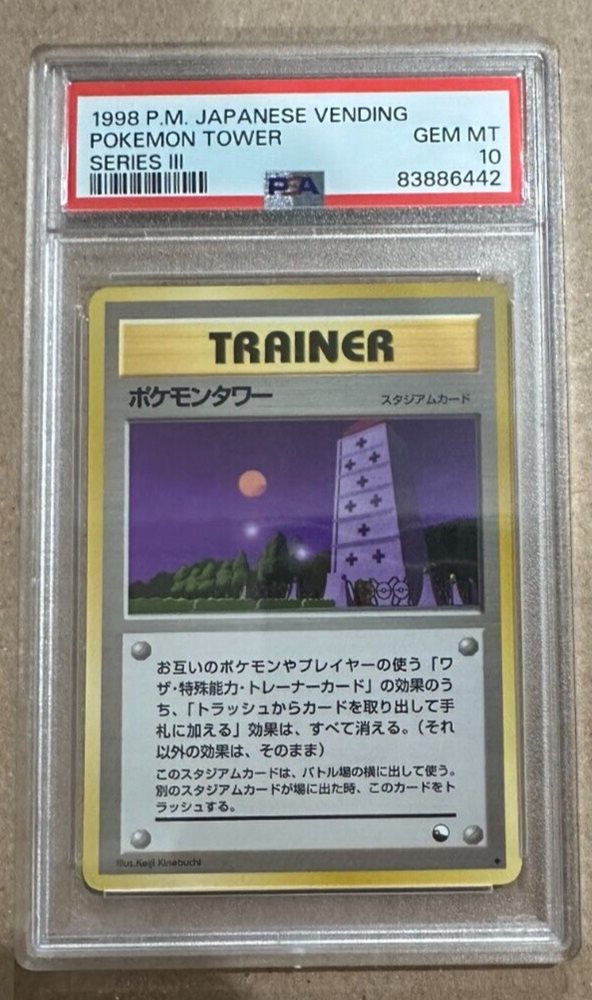 1998 P.M. JAPANESE VENDING
POKEMON TOWER GEM MT
SERIES III 10
PSA 83886442
TRAINER
ポケモンタワー スタジアムカード
お互いのポケモンやプレイヤーの使う「ワ
ザ・特殊能力・トレーナーカード」の効果のう
ち、「トラッシュからカードを取り出して手
札に加える」効果は、すべて消える。（それ
以外の効果は、そのまま）
このスタジアムカードは、バトル場の横に出して使う。
別のスタジアムカードが場に出た時、このカードをト
ラッシュする。
Illus.Keiji Kinebuchi